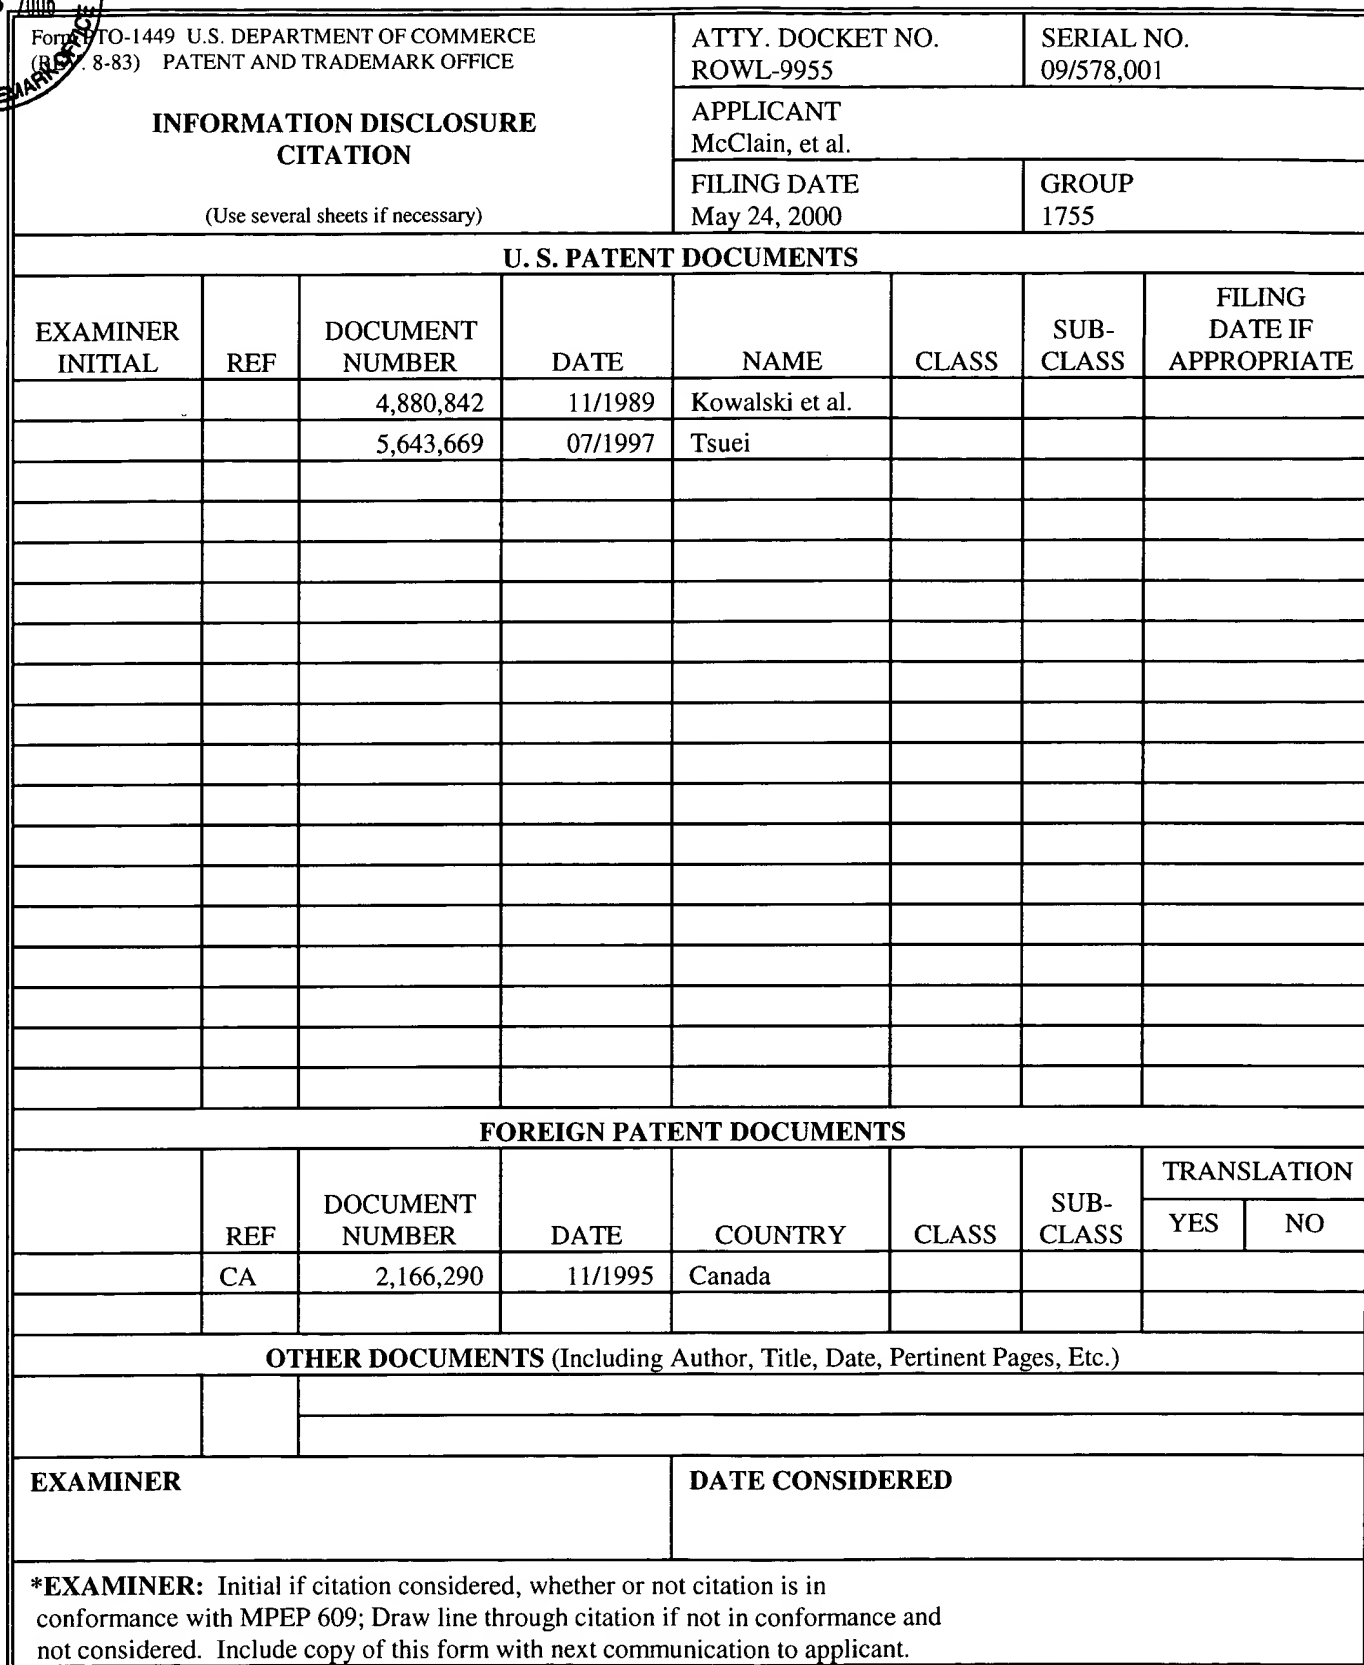 Form PTO-1449 U.S. DEPARTMENT OF COMMERCE
8-83) PATENT AND TRADEMARK OFFICE
INFORMATION DISCLOSURE
CITATION
(Use several sheets if necessary)
ATTY. DOCKET NO.
ROWL-9955
SERIAL NO.
09/578,001
APPLICANT
McClain, et al.
FILING DATE
May 24, 2000
GROUP
1755
U. S. PATENT DOCUMENTS
EXAMINER
INITIAL
REF
DOCUMENT
NUMBER
DATE
NAME
CLASS
SUB-
CLASS
FILING
DATE IF
APPROPRIATE
4,880,842 11/1989 Kowalski et al.
5,643,669 07/1997 Tsuei
FOREIGN PATENT DOCUMENTS
REF
DOCUMENT
NUMBER
DATE
COUNTRY
CLASS
SUB-
CLASS
TRANSLATION
YES NO
CA 2,166,290 11/1995 Canada
OTHER DOCUMENTS (Including Author, Title, Date, Pertinent Pages, Etc.)
EXAMINER
DATE CONSIDERED
*EXAMINER: Initial if citation considered, whether or not citation is in
conformance with MPEP 609; Draw line through citation if not in conformance and
not considered. Include copy of this form with next communication to applicant.